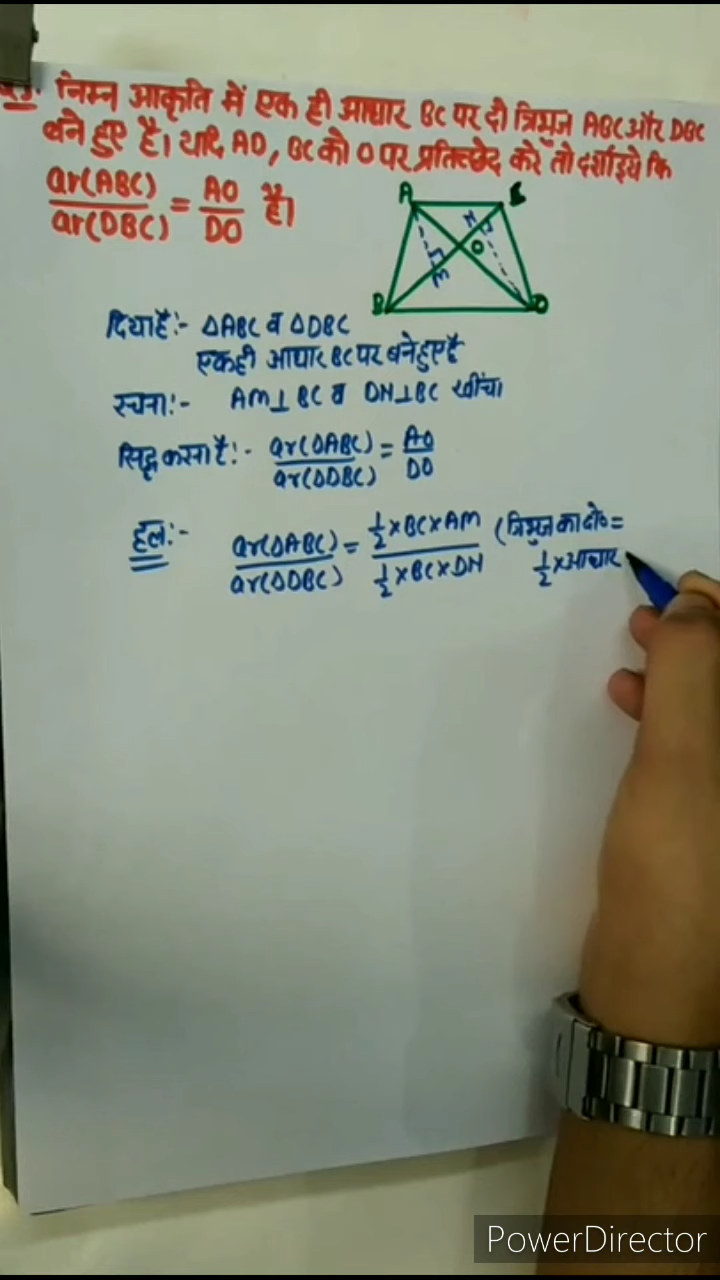 निम्न आकृति में एक ही आधार BC पर दो त्रिभुज ABC और DBC
बने हुए है। यदि AD, BC को O पर प्रतिच्छेद करे तो दर्शाइये कि
ar(ABC)/ar(DBC) = AO/DO है।
A
N
O
M
B
D
दिया है:- △ABC व △DBC
एक ही आधार BC पर बने हुए है
रचना:- AM⊥BC व DN⊥BC खींचा
सिद्ध करना है:- ar(△ABC)/ar(△DBC) = AO/DO
हल:- ar(△ABC)/ar(△DBC) = ½×BC×AM/½×BC×DN (त्रिभुज का क्षे० =
½×आधार
PowerDirector